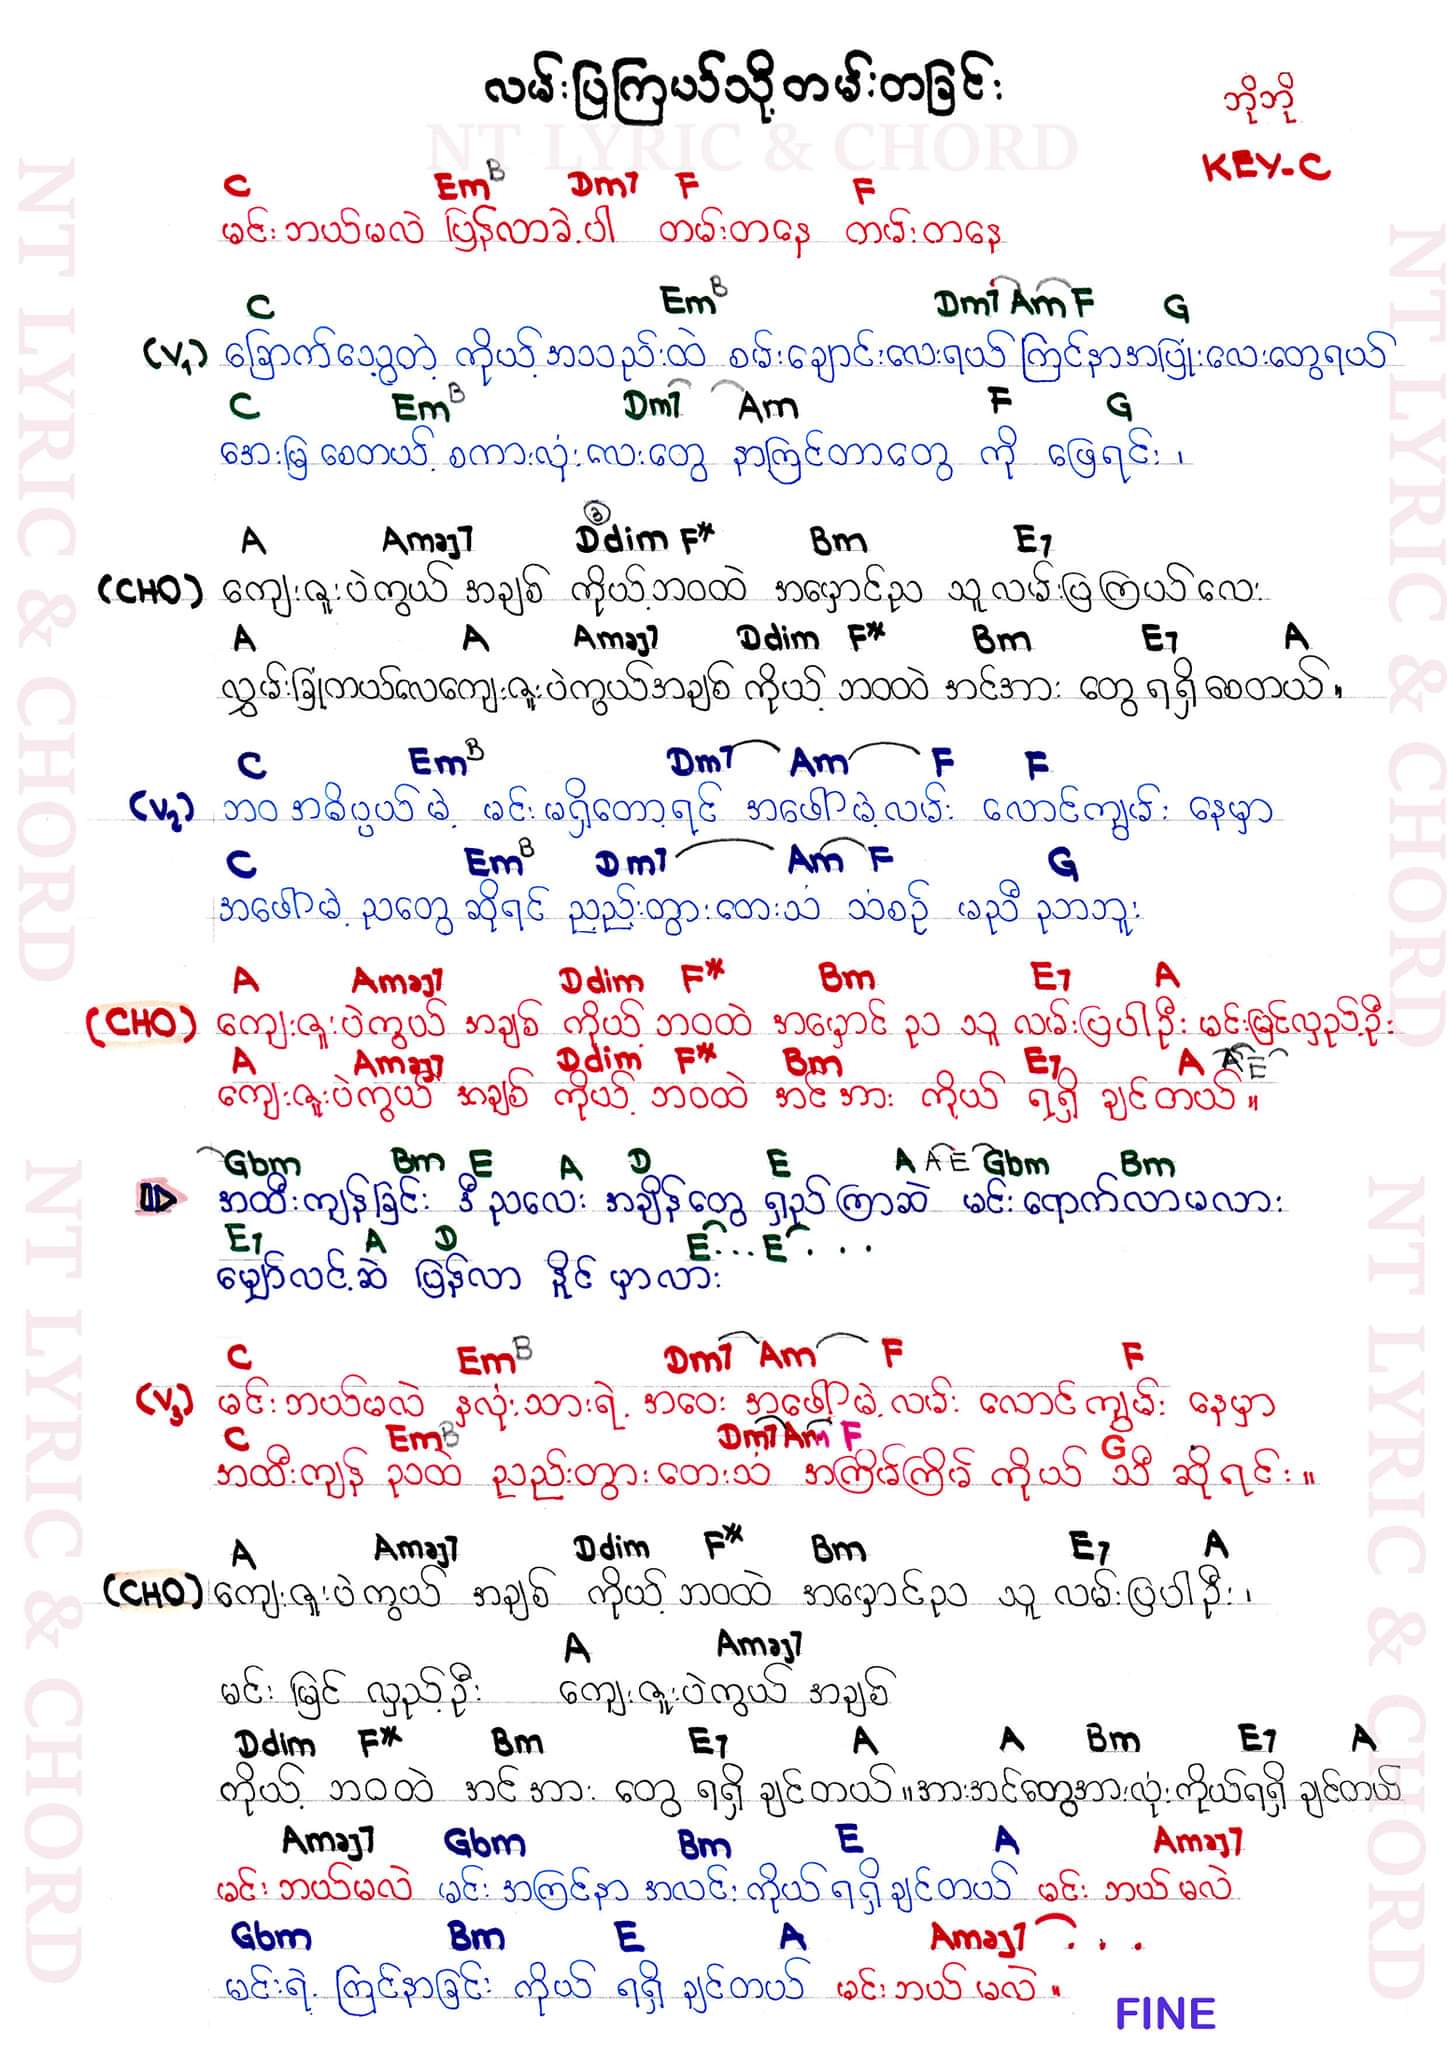 လမ်းပြကြယ်သို့တမ်းတခြင်း
ဘိုဘို
KEY-C
NT LYRIC & CHORD
C Em B Dm7 F F
မင်းဘယ်မလဲ ပြန်လာခဲ့ပါ တမ်းတနေ တမ်းတနေ
C Em B Dm7 Am F G
(V1) ခြောက်သွေ့တဲ့ ကိုယ့်အသည်းထဲ စမ်းချောင်းလေးရယ် ကြင်နာအပြုံးလေးတွေရယ်
C Em B Dm7 Am F G
အေးမြစေတယ့် စကားလုံးလေးတွေ နာကြင်တာတွေ ကို ဖြေရင်း ၊
A Amaj7 Ddim 3 F* Bm E7
(CHO) ကျေးဇူးပဲကွယ် အချစ် ကိုယ့်ဘဝထဲ အမှောင်ည သူလမ်းပြကြယ်လေး
A A Amaj7 Ddim F* Bm E7 A
လွှမ်းခြုံကယ်လေကျေးဇူးပဲကွယ်အချစ် ကိုယ့် ဘဝထဲ အင်အား တွေ ရရှိစေတယ် ။
C Em B Dm7 Am F F
(V2) ဘဝ အဓိပ္ပယ်မဲ့ မင်းမရှိတော့ရင် အဖေါ်မဲ့လမ်း လောင်ကျွမ်း နေမှာ
C Em B Dm7 Am F G
အဖေါ်မဲ့ ညတွေ ဆိုရင် ညည်းတွားတေးသံ သံစဉ် မညီ ညာဘူး
A Amaj7 Ddim F* Bm E7 A
(CHO) ကျေးဇူးပဲကွယ် အချစ် ကိုယ့် ဘဝထဲ အမှောင် ည သူ လမ်းပြပါဦး မင်းမြင်လှည့်ဦး
A Amaj7 Ddim F* Bm E7 A A E
ကျေးဇူးပဲကွယ် အချစ် ကိုယ့် ဘဝထဲ အင်အား ကိုယ် ရရှိ ချင်တယ် ။
Gbm Bm E A D E A A E Gbm Bm
အထီးကျန်ခြင်း ဒီညလေး အချိန်တွေ ရှည်ကြာဆဲ မင်းရောက်လာမလား
E7 A D E... E...
မျှော်လင့်ဆဲ ပြန်လာ နိုင် မှာလား
C Em B Dm7 Am F F
(V3) မင်းဘယ်မလဲ နှလုံးသားရဲ့ အဝေး အဖေါ်မဲ့လမ်း လောင်ကျွမ်း နေမှာ
C Em B Dm7 Am F G
အထီးကျန် ညထဲ ညည်းတွားတေးသံ အကြိမ်ကြိမ် ကိုယ် သီ ဆိုရင်း ။
A Amaj7 Ddim F* Bm E7 A
(CHO) ကျေးဇူးပဲကွယ် အချစ် ကိုယ့် ဘဝထဲ အမှောင်ည သူ လမ်းပြပါဦး ၊
A Amaj7
မင်း မြင် လှည့်ဦး ကျေးဇူးပဲကွယ် အချစ်
Ddim F* Bm E7 A A Bm E7 A
ကိုယ့် ဘဝထဲ အင်အား တွေ ရရှိ ချင်တယ် ။အားအင်တွေအားလုံးကိုယ်ရရှိ ချင်တယ်
Amaj7 Gbm Bm E A Amaj7
မင်းဘယ်မလဲ မင်း အကြင်နာ အလင်း ကိုယ်ရရှိချင်တယ် မင်း ဘယ်မလဲ
Gbm Bm E A Amaj7 ...
မင်းရဲ့ ကြင်နာခြင်း ကိုယ် ရရှိ ချင်တယ် မင်းဘယ်မလဲ ။
FINE
NT LYRIC & CHORD
NT LYRIC & CHORD
NT LYRIC & CHORD
NT LYRIC & CHORD